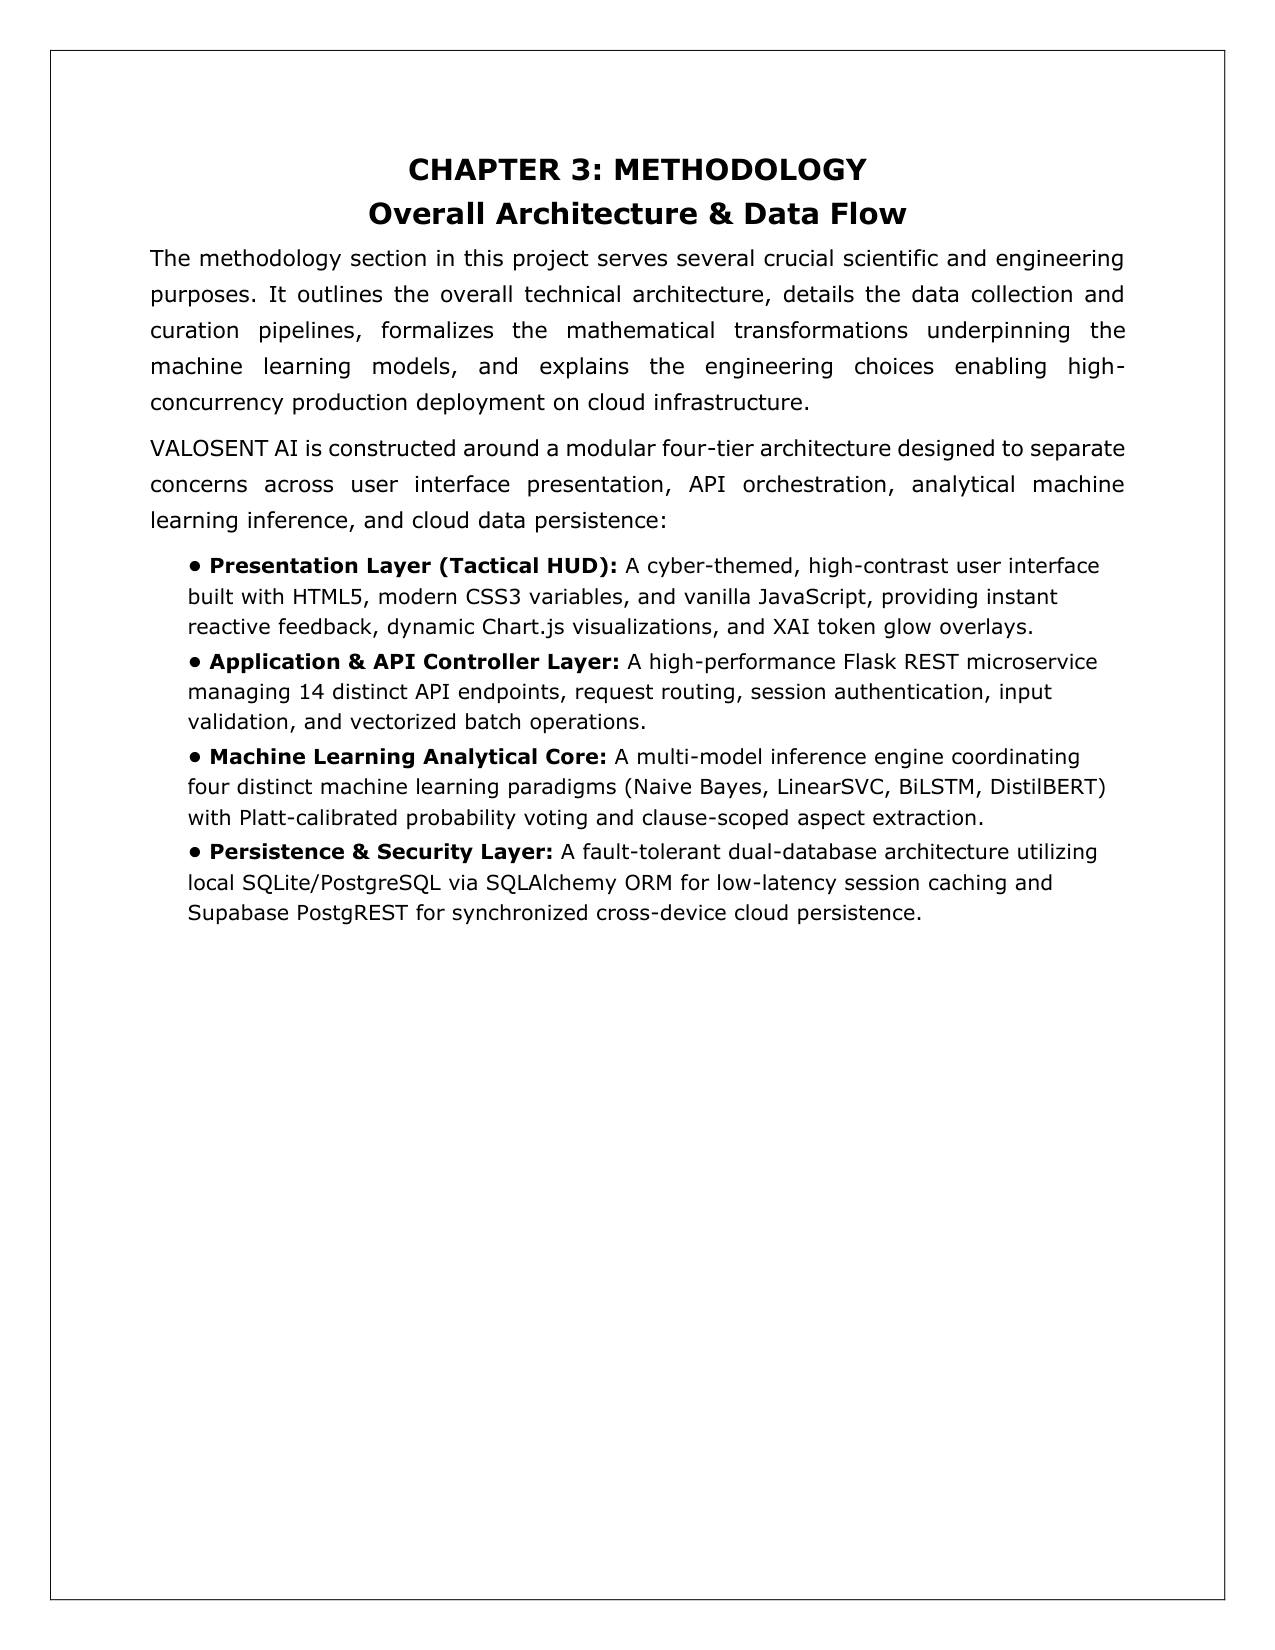 CHAPTER 3: METHODOLOGY
Overall Architecture & Data Flow
The methodology section in this project serves several crucial scientific and engineering
purposes. It outlines the overall technical architecture, details the data collection and
curation pipelines, formalizes the mathematical transformations underpinning the
machine learning models, and explains the engineering choices enabling high-
concurrency production deployment on cloud infrastructure.
VALOSENT AI is constructed around a modular four-tier architecture designed to separate
concerns across user interface presentation, API orchestration, analytical machine
learning inference, and cloud data persistence:
● Presentation Layer (Tactical HUD): A cyber-themed, high-contrast user interface
built with HTML5, modern CSS3 variables, and vanilla JavaScript, providing instant
reactive feedback, dynamic Chart.js visualizations, and XAI token glow overlays.
● Application & API Controller Layer: A high-performance Flask REST microservice
managing 14 distinct API endpoints, request routing, session authentication, input
validation, and vectorized batch operations.
● Machine Learning Analytical Core: A multi-model inference engine coordinating
four distinct machine learning paradigms (Naive Bayes, LinearSVC, BiLSTM, DistilBERT)
with Platt-calibrated probability voting and clause-scoped aspect extraction.
● Persistence & Security Layer: A fault-tolerant dual-database architecture utilizing
local SQLite/PostgreSQL via SQLAlchemy ORM for low-latency session caching and
Supabase PostgREST for synchronized cross-device cloud persistence.